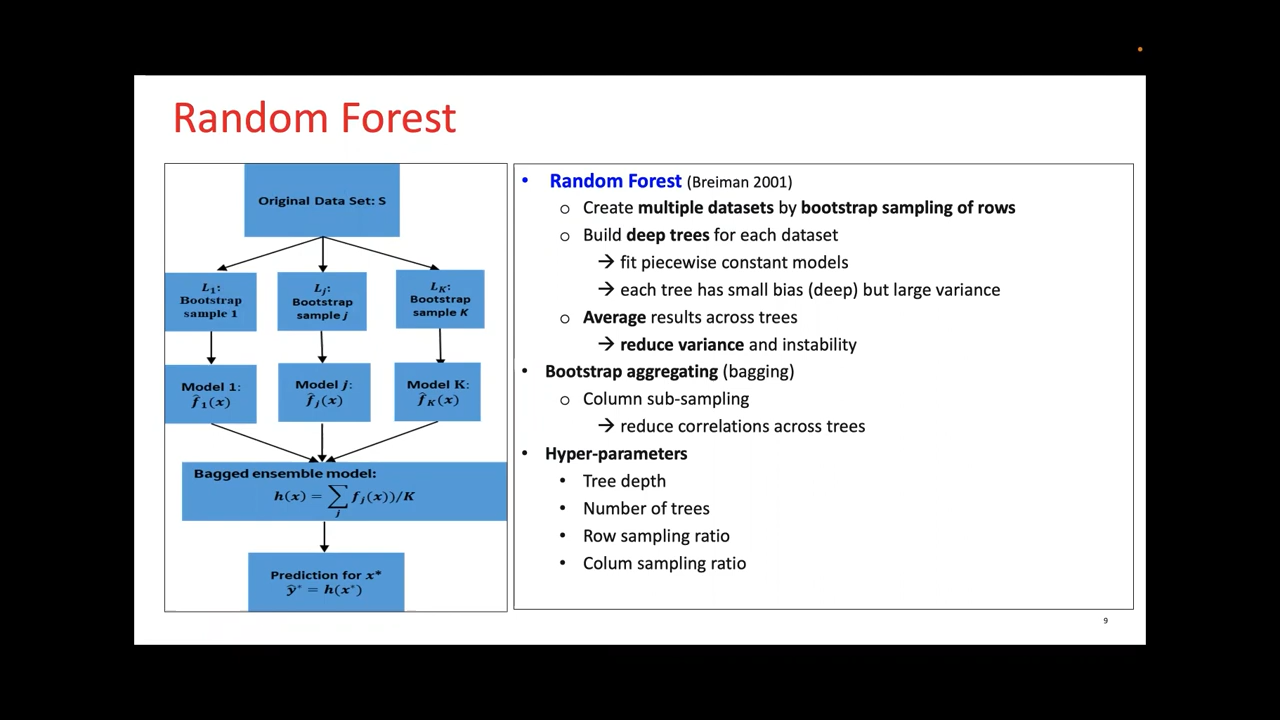 Random Forest
Original Data Set: S
L₁:
Bootstrap
sample 1
Lⱼ:
Bootstrap
sample j
L_K:
Bootstrap
sample K
Model 1:
f̂₁(x)
Model j:
f̂ⱼ(x)
Model K:
f̂_K(x)
Bagged ensemble model:
h(x) = ∑ⱼ fⱼ(x))/K
Prediction for x*
ŷ* = h(x*)
• Random Forest (Breiman 2001)
o Create multiple datasets by bootstrap sampling of rows
o Build deep trees for each dataset
→ fit piecewise constant models
→ each tree has small bias (deep) but large variance
o Average results across trees
→ reduce variance and instability
• Bootstrap aggregating (bagging)
o Column sub-sampling
→ reduce correlations across trees
• Hyper-parameters
• Tree depth
• Number of trees
• Row sampling ratio
• Colum sampling ratio
9